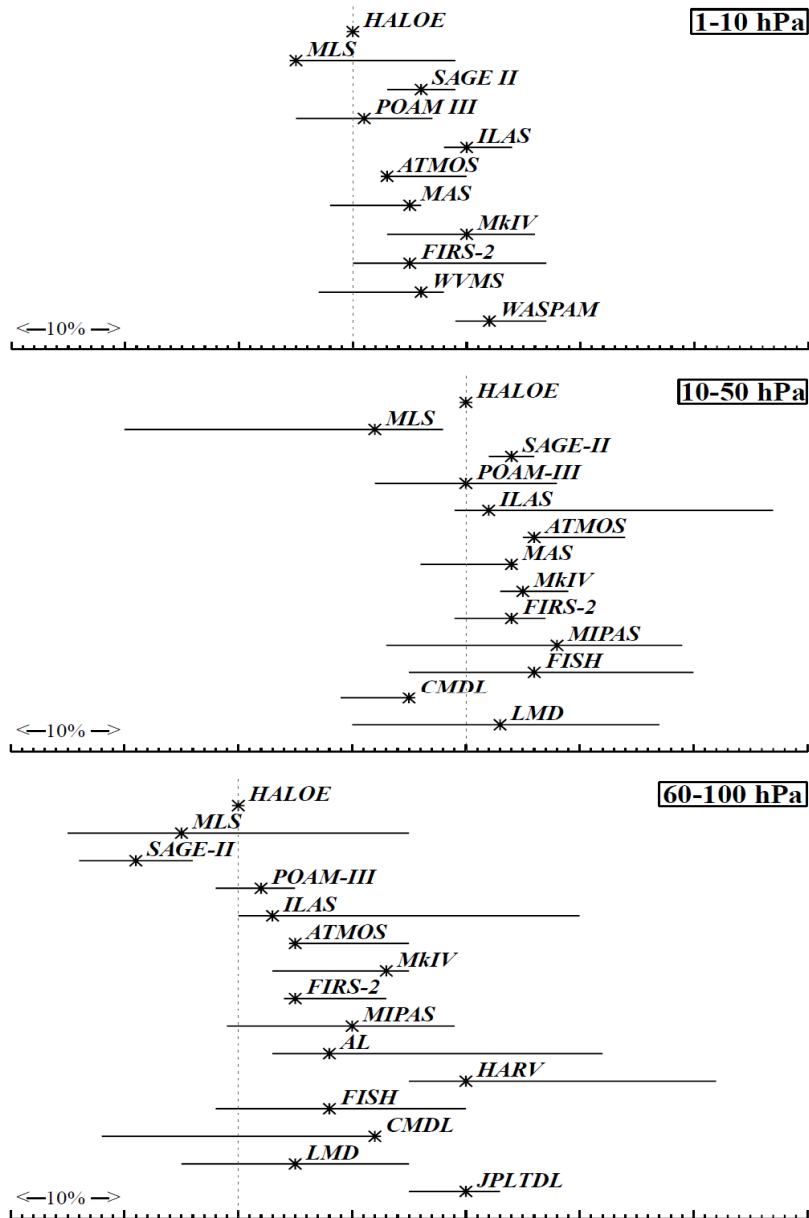 1-10 hPa
HALOE
MLS
SAGE II
POAM III
ILAS
ATMOS
MAS
MkIV
FIRS-2
WVMS
WASPAM
10%
10-50 hPa
HALOE
MLS
SAGE-II
POAM-III
ILAS
ATMOS
MAS
MkIV
FIRS-2
MIPAS
FISH
CMDL
LMD
10%
60-100 hPa
HALOE
MLS
SAGE-II
POAM-III
ILAS
ATMOS
MkIV
FIRS-2
MIPAS
AL
HARV
FISH
CMDL
LMD
JPLTDL
10%